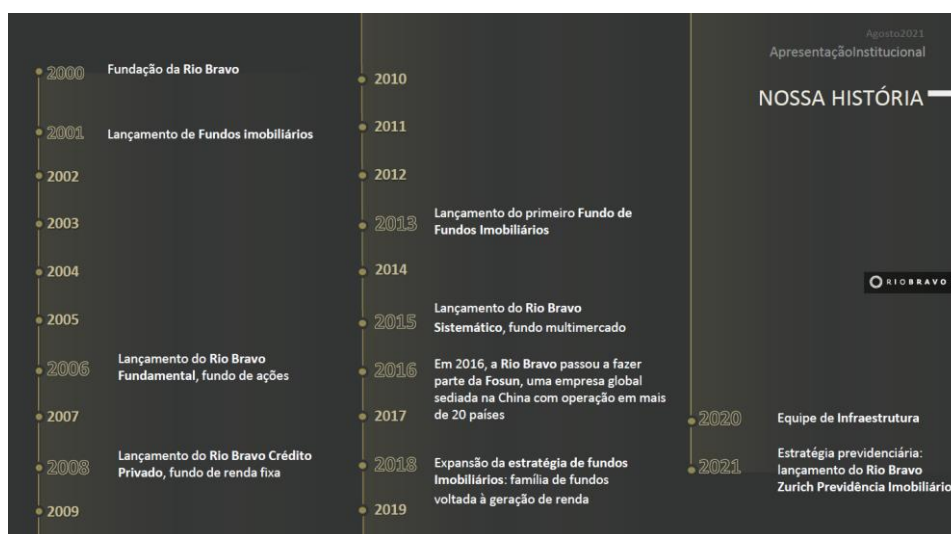 Agosto2021
ApresentaçãoInstitucional
NOSSA HISTÓRIA
2000
Fundação da Rio Bravo
2001
Lançamento de Fundos imobiliários
2002
2003
2004
2005
2006
Lançamento do Rio Bravo
Fundamental, fundo de ações
2007
2008
Lançamento do Rio Bravo Crédito
Privado, fundo de renda fixa
2009
2010
2011
2012
2013
Lançamento do primeiro Fundo de
Fundos Imobiliários
2014
2015
Lançamento do Rio Bravo
Sistemático, fundo multimercado
2016
Em 2016, a Rio Bravo passou a fazer
parte da Fosun, uma empresa global
sediada na China com operação em mais
de 20 países
2017
2018
Expansão da estratégia de fundos
Imobiliários: família de fundos
voltada à geração de renda
2019
RIOBRAVO
2020
Equipe de Infraestrutura
2021
Estratégia previdenciária:
lançamento do Rio Bravo
Zurich Previdência Imobiliário